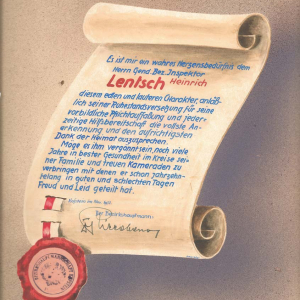 Es ist mir ein wahres Herzensbedürfnis dem
Herrn Gend. Bez. Inspektor
Lentsch Heinrich
diesem edlen und lauteren Charakter, anläß-
lich seiner Ruhestandsversetzung für seine
vorbildliche Pflichtauffaßung und jeder-
zeitige Hilfsbereitschaft die vollste An-
erkennung und den aufrichtigsten
Dank der Heimat auszusprechen.
Möge es ihm vergönnt sein, noch viele
Jahre in bester Gesundheit im Kreise sei-
ner Familie und treuen Kameraden zu
verbringen mit denen er schon jahrzehn-
telang in guten und schlechten Tagen
Freud und Leid geteilt hat.
im
Der Bezirkshauptmann: